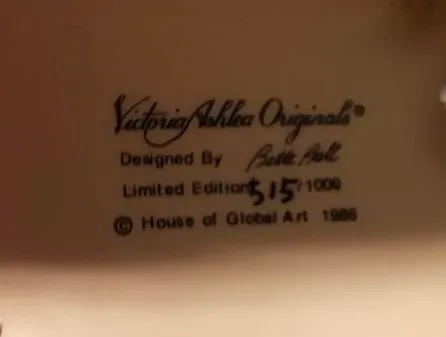 Victoria Ashlea Originals®
Designed By Bette Ball
Limited Edition 515/1000
© House of Global Art 1986